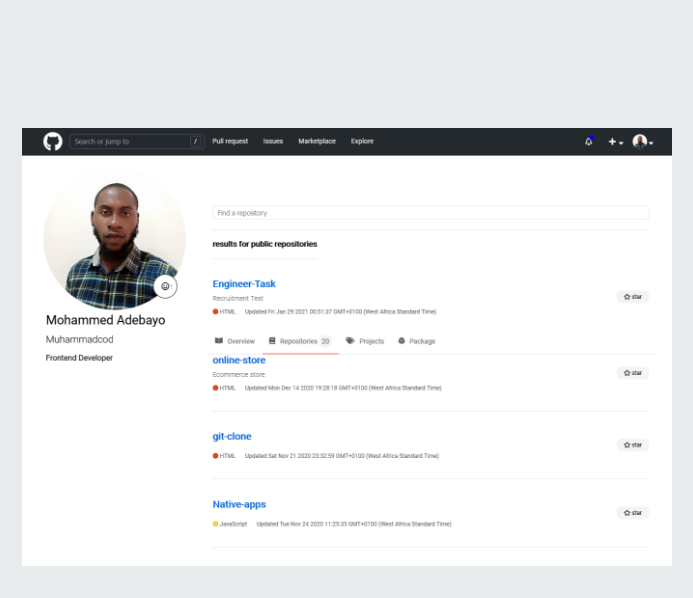 Search or jump to /
Pull request Issues Marketplace Explore
Find a repository
results for public repositories
Engineer-Task
Recruitment Test
HTML Updated Fri Jan 29 2021 00:51:37 GMT+0100 (West Africa Standard Time)
star
Mohammed Adebayo
Muhammadcod
Frontend Developer
Overview Repositories 20 Projects Package
online-store
Ecommerce store
HTML Updated Mon Dec 14 2020 19:28:18 GMT+0100 (West Africa Standard Time)
star
git-clone
HTML Updated Sat Nov 21 2020 23:32:59 GMT+0100 (West Africa Standard Time)
star
Native-apps
JavaScript Updated Tue Nov 24 2020 11:25:35 GMT+0100 (West Africa Standard Time)
star